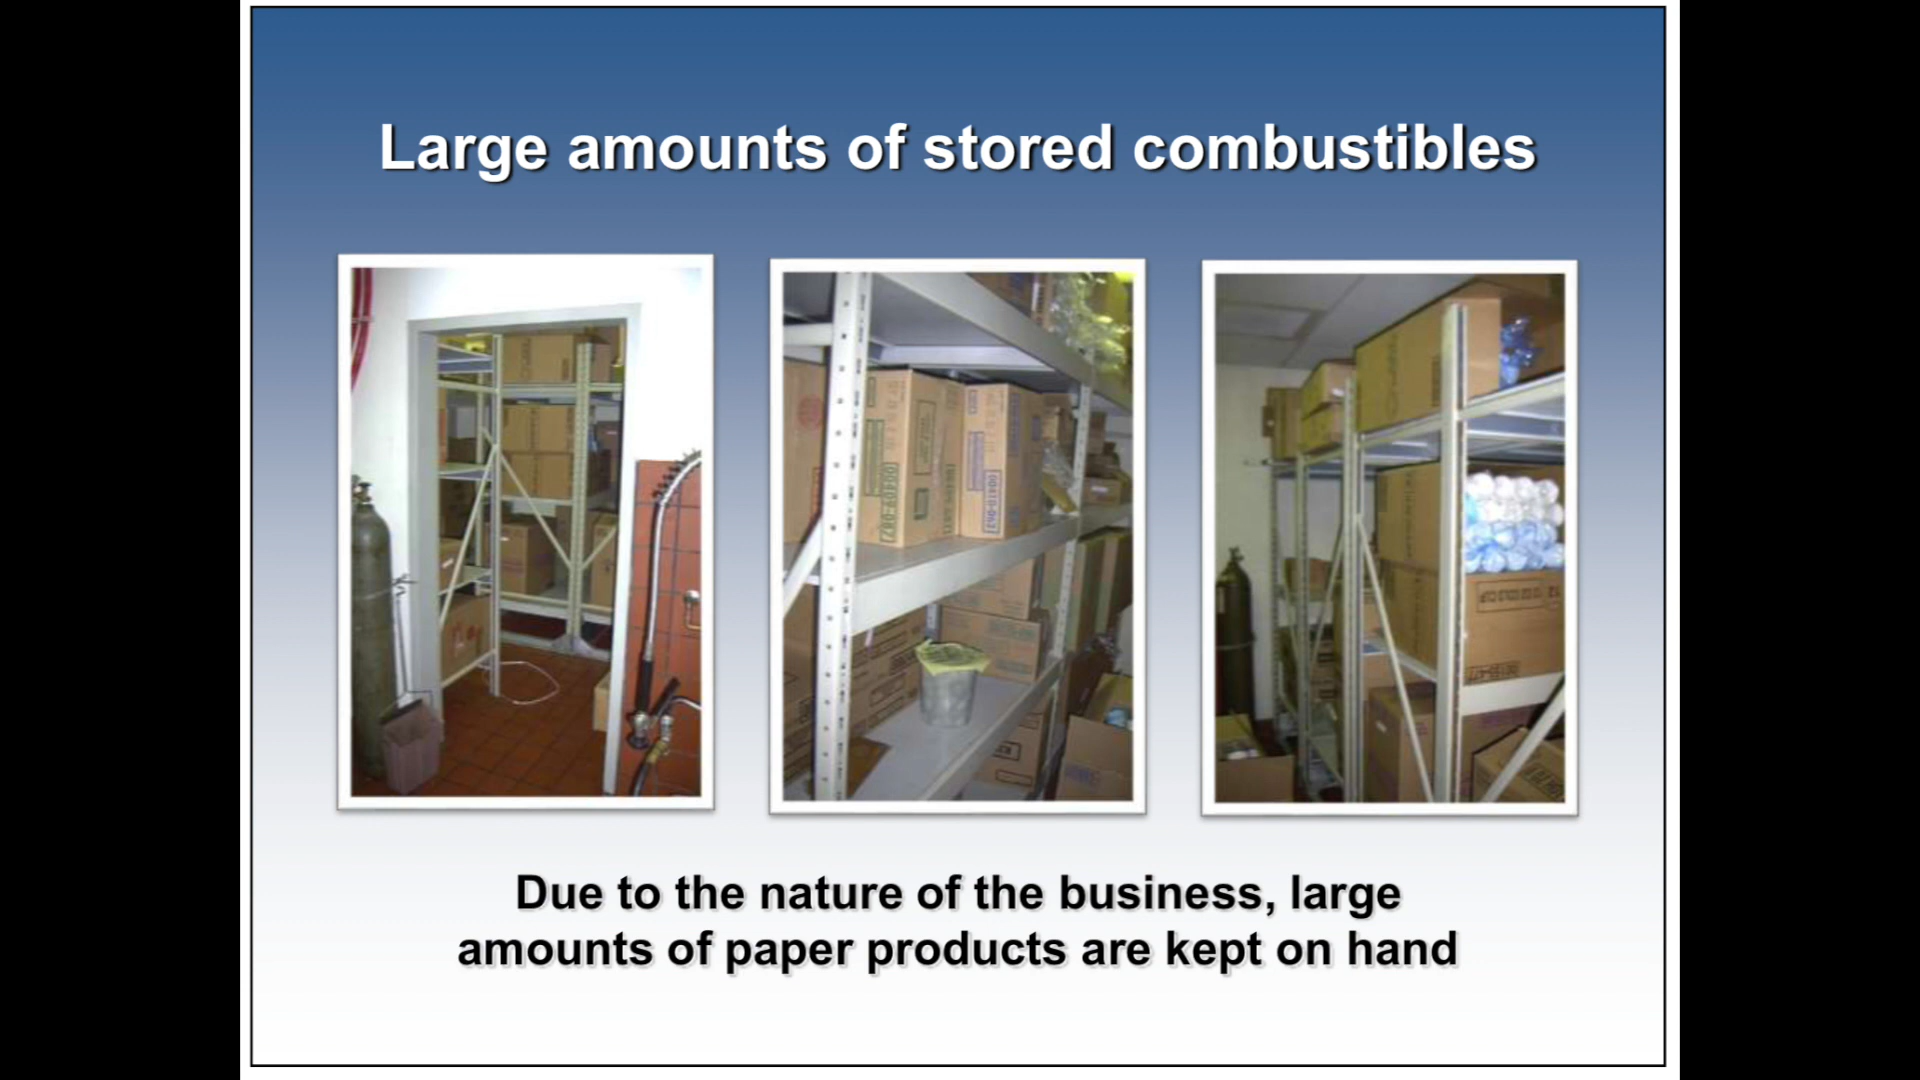 Large amounts of stored combustibles
Due to the nature of the business, large
amounts of paper products are kept on hand